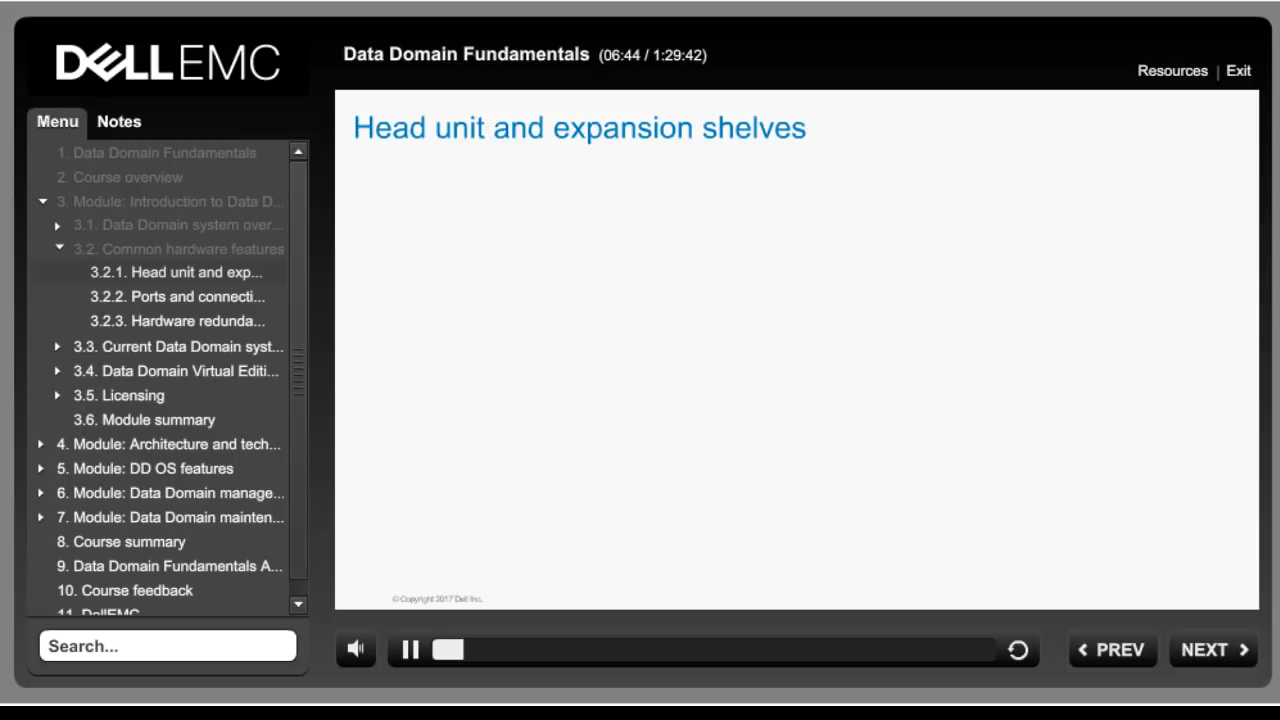 DELLEMC
Data Domain Fundamentals (06:44 / 1:29:42)
Resources | Exit
Menu Notes
1. Data Domain Fundamentals
2. Course overview
3. Module: Introduction to Data D...
3.1. Data Domain system over...
3.2. Common hardware features
3.2.1. Head unit and exp...
3.2.2. Ports and connecti...
3.2.3. Hardware redunda...
3.3. Current Data Domain syst...
3.4. Data Domain Virtual Editi...
3.5. Licensing
3.6. Module summary
4. Module: Architecture and tech...
5. Module: DD OS features
6. Module: Data Domain manage...
7. Module: Data Domain mainten...
8. Course summary
9. Data Domain Fundamentals A...
10. Course feedback
11. DellEMC
Search...
Head unit and expansion shelves
© Copyright 2017 Dell Inc.
PREV
NEXT